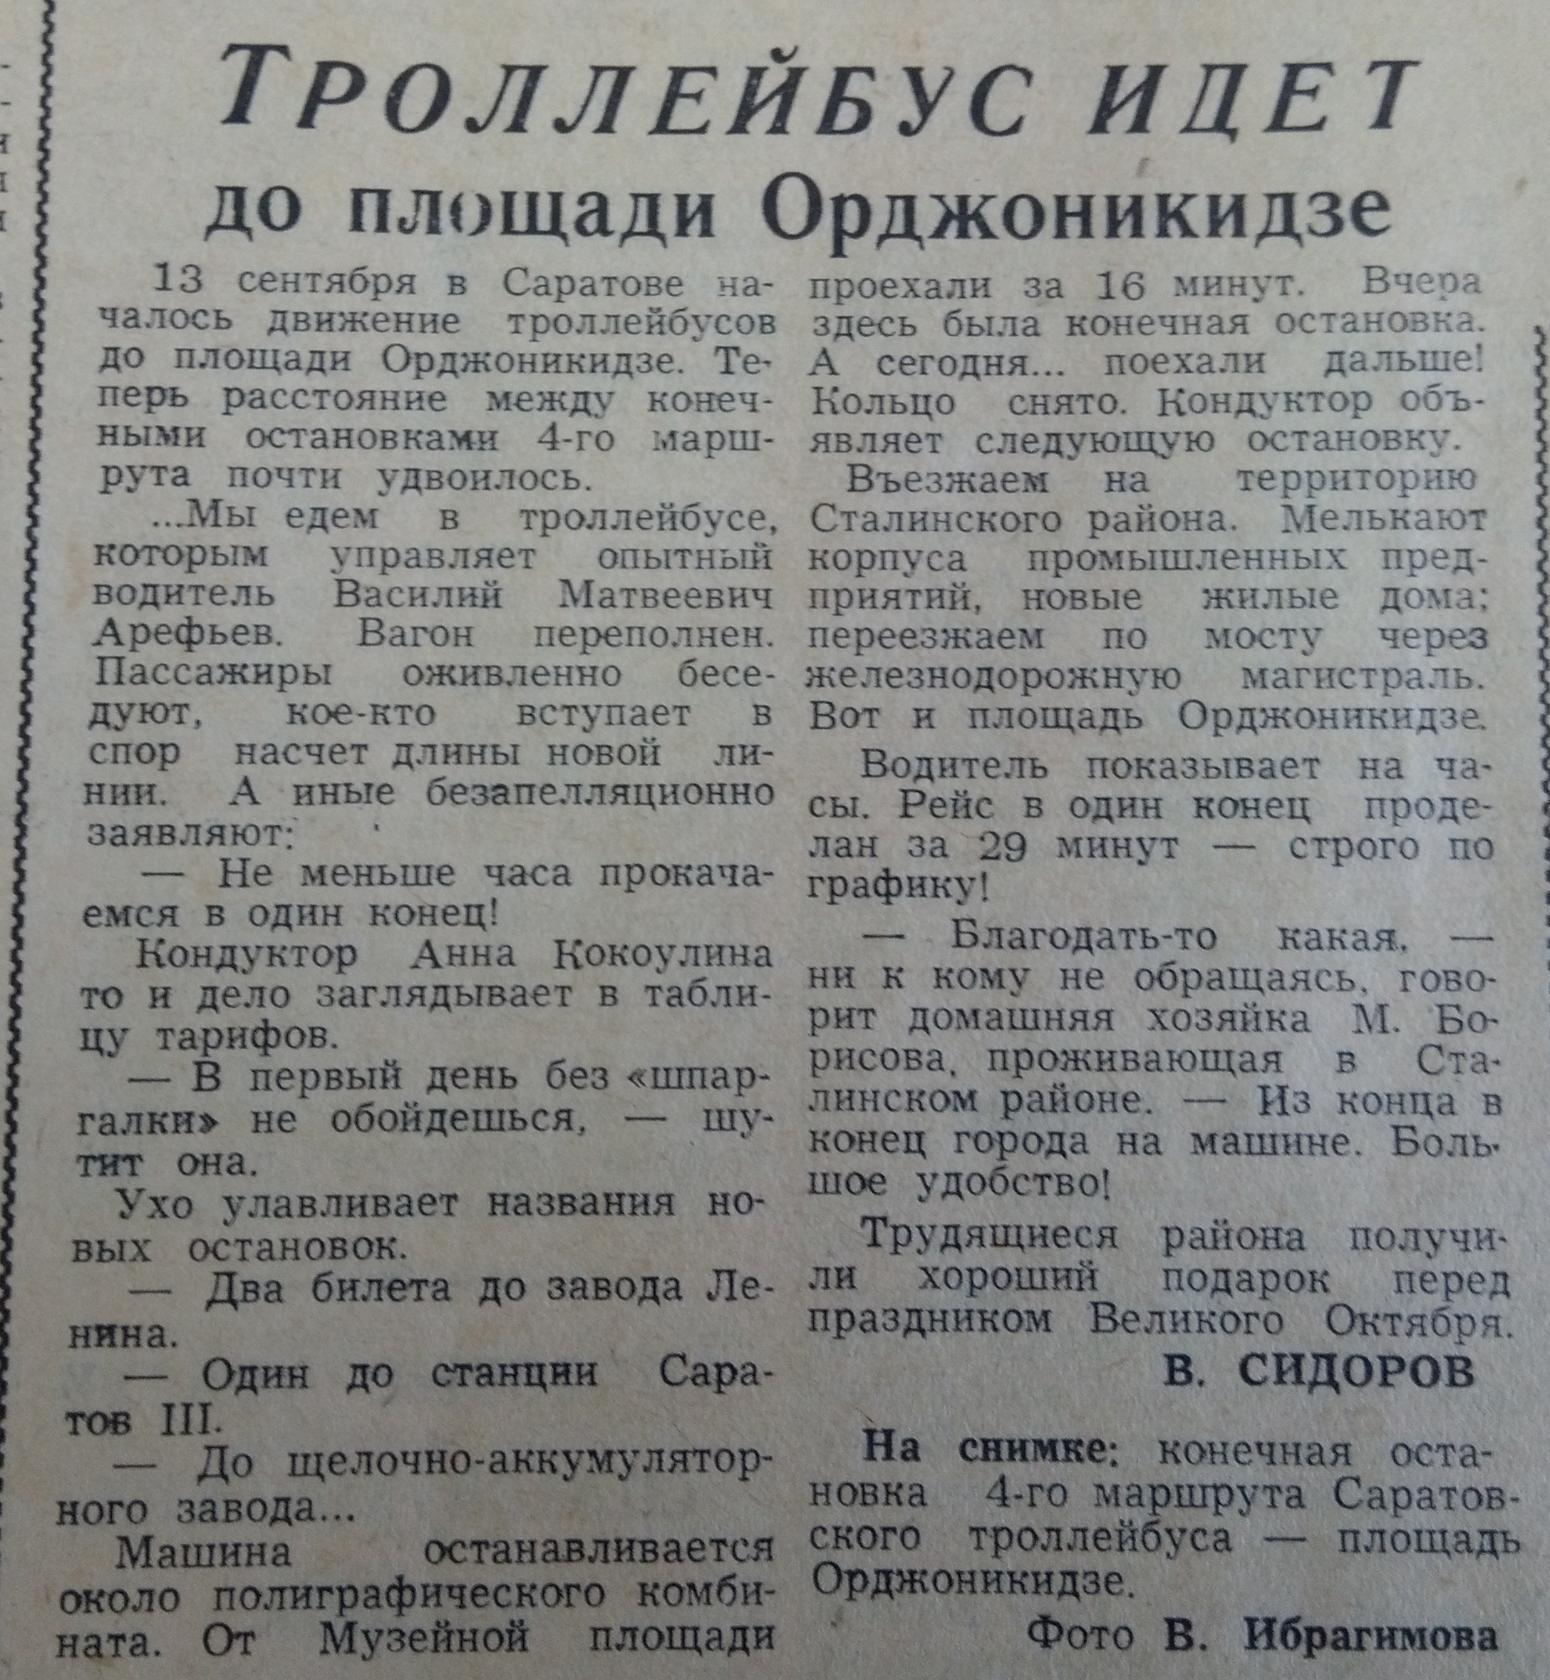 ТРОЛЛЕЙБУС ИДЕТ
до площади Орджоникидзе
13 сентября в Саратове на-
чалось движение троллейбусов
до площади Орджоникидзе. Те-
перь расстояние между конеч-
ными остановками 4-го марш-
рута почти удвоилось.
...Мы едем в троллейбусе,
которым управляет опытный
водитель Василий Матвеевич
Арефьев. Вагон переполнен.
Пассажиры оживленно бесе-
дуют, кое-кто вступает в
спор насчет длины новой ли-
нии. А иные безапелляционно
заявляют:
— Не меньше часа прокача-
емся в один конец!
Кондуктор Анна Кокоулина
то и дело заглядывает в табли-
цу тарифов.
— В первый день без «шпар-
галки» не обойдешься, — шу-
тит она.
Ухо улавливает названия но-
вых остановок.
— Два билета до завода Ле-
нина.
— Один до станции Сара-
тов III.
— До щелочно-аккумулятор-
ного завода...
Машина останавливается
около полиграфического комби-
ната. От Музейной площади
проехали за 16 минут. Вчера
здесь была конечная остановка.
А сегодня... поехали дальше!
Кольцо снято. Кондуктор объ-
являет следующую остановку.
Въезжаем на территорию
Сталинского района. Мелькают
корпуса промышленных пред-
приятий, новые жилые дома;
переезжаем по мосту через
железнодорожную магистраль.
Вот и площадь Орджоникидзе.
Водитель показывает на ча-
сы. Рейс в один конец проде-
лан за 29 минут — строго по
графику!
— Благодать-то какая, —
ни к кому не обращаясь, гово-
рит домашняя хозяйка М. Бо-
рисова, проживающая в Ста-
линском районе. — Из конца в
конец города на машине. Боль-
шое удобство!
Трудящиеся района получи-
ли хороший подарок перед
праздником Великого Октября.
В. СИДОРОВ
На снимке: конечная оста-
новка 4-го маршрута Саратов-
ского троллейбуса — площадь
Орджоникидзе.
Фото В. Ибрагимова